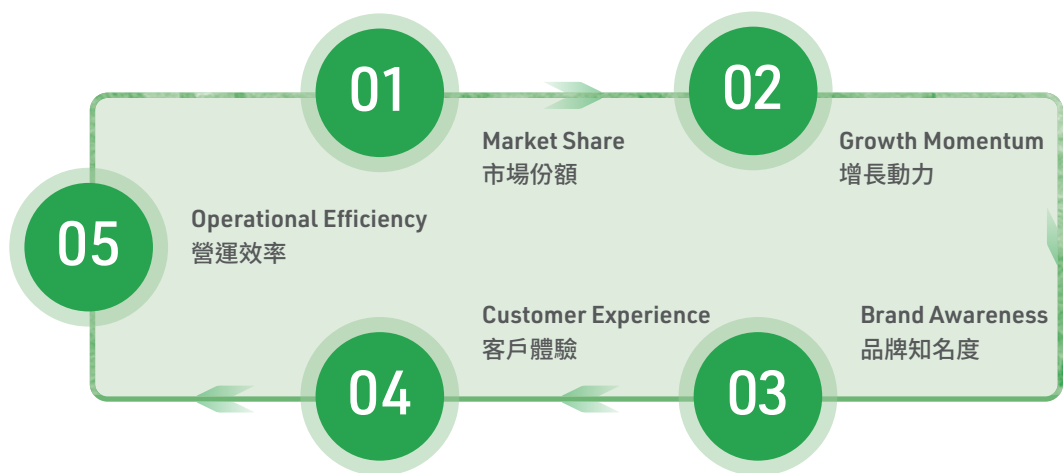 01
Market Share
市場份額
02
Growth Momentum
增長動力
03
Brand Awareness
品牌知名度
04
Customer Experience
客戶體驗
05
Operational Efficiency
營運效率